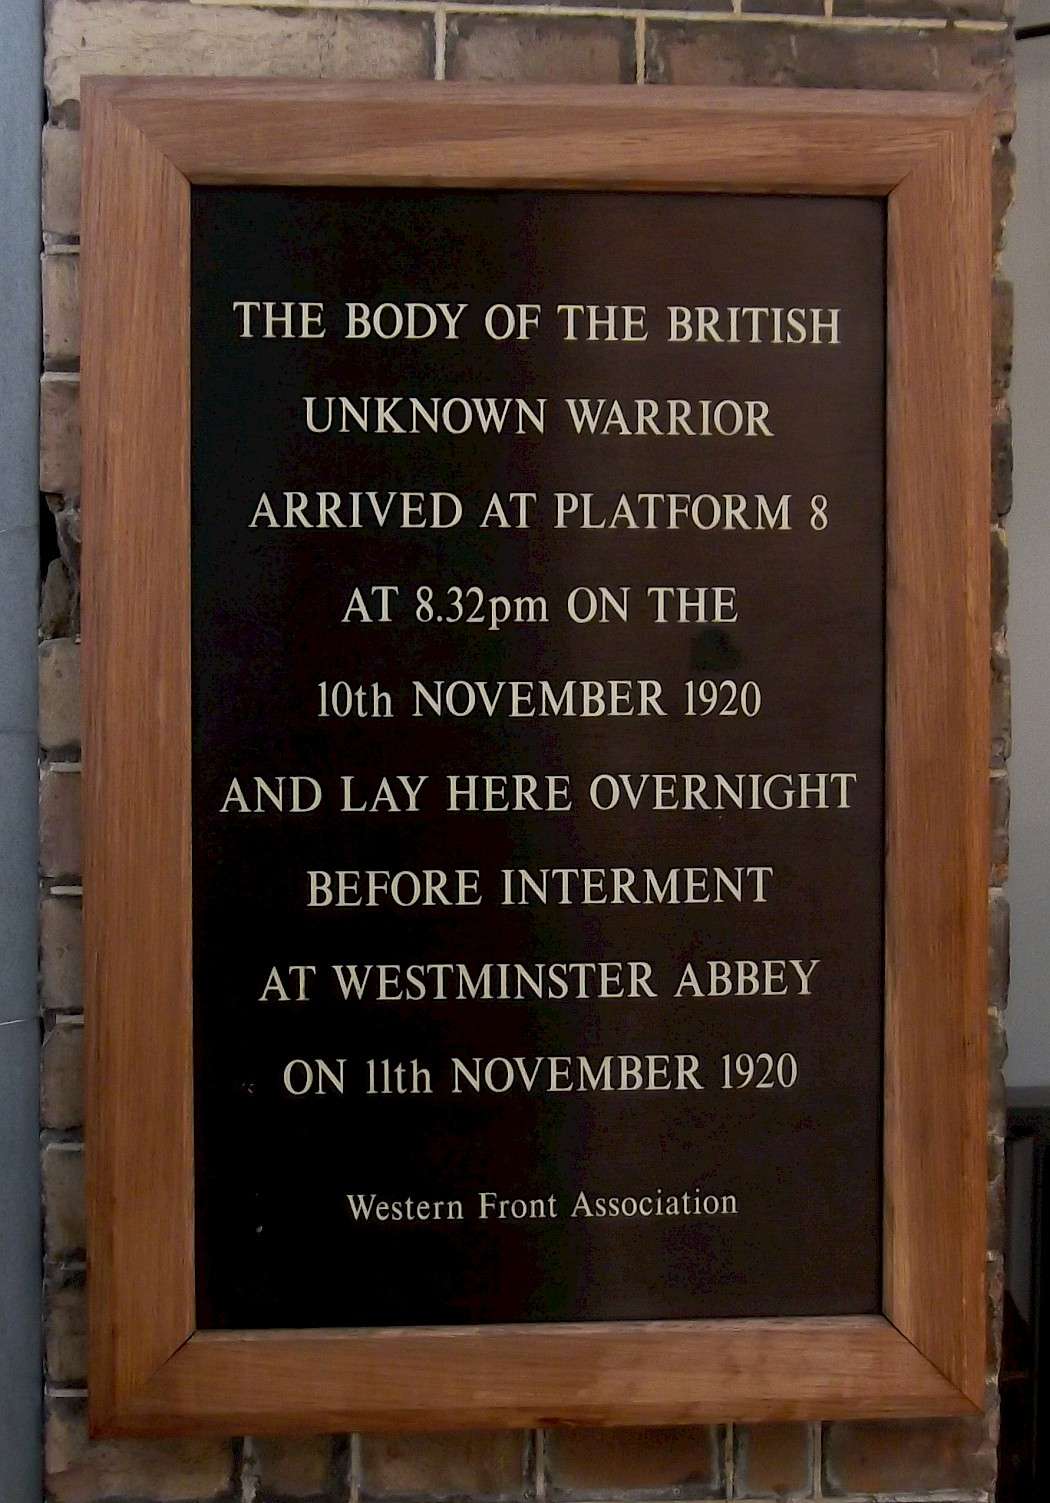 THE BODY OF THE BRITISH
UNKNOWN WARRIOR
ARRIVED AT PLATFORM 8
AT 8.32pm ON THE
10th NOVEMBER 1920
AND LAY HERE OVERNIGHT
BEFORE INTERMENT
AT WESTMINSTER ABBEY
ON 11th NOVEMBER 1920
Western Front Association